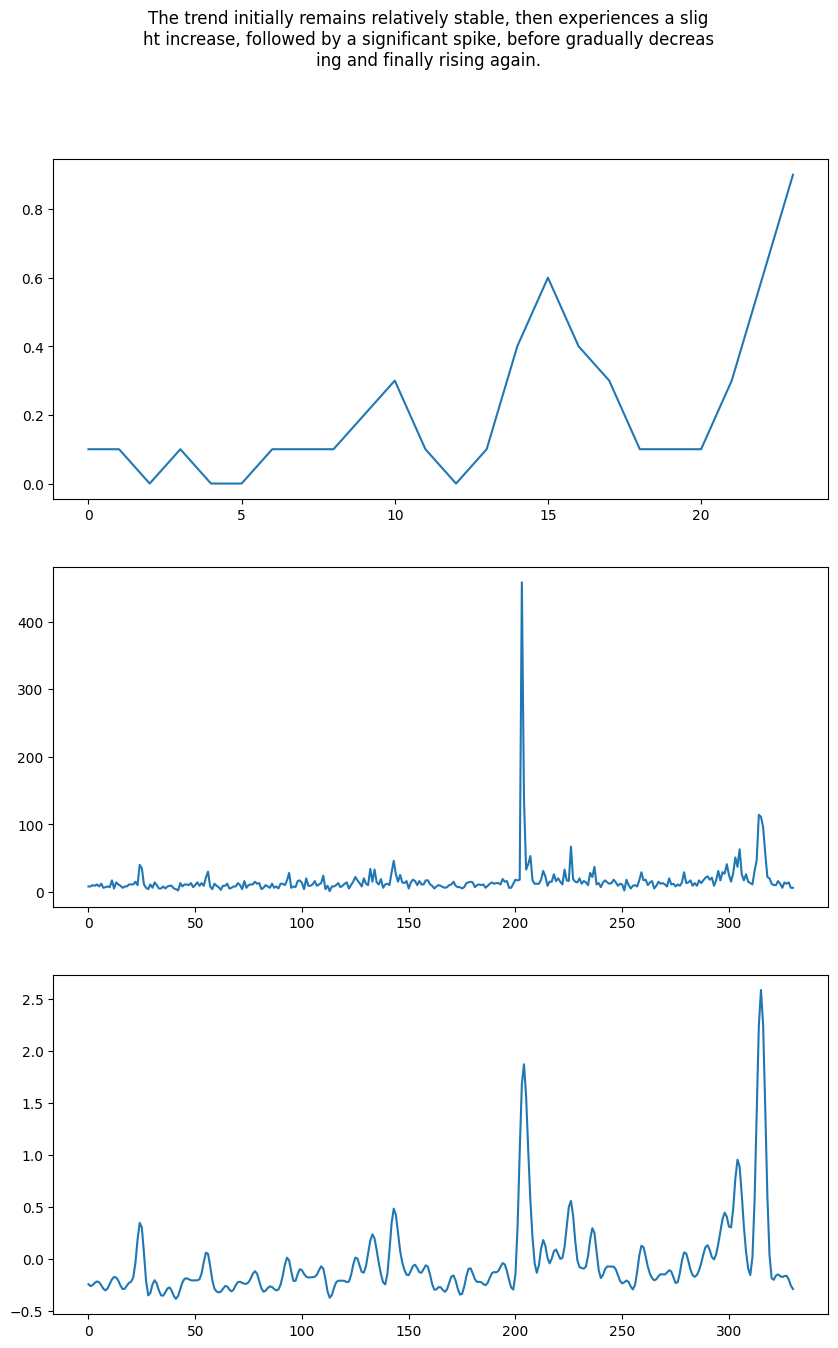 The trend initially remains relatively stable, then experiences a slig
ht increase, followed by a significant spike, before gradually decreas
ing and finally rising again.
0.8
0.6
0.4
0.2
0.0
0 5 10 15 20
400
300
200
100
0
0 50 100 150 200 250 300
2.5
2.0
1.5
1.0
0.5
0.0
−0.5
0 50 100 150 200 250 300